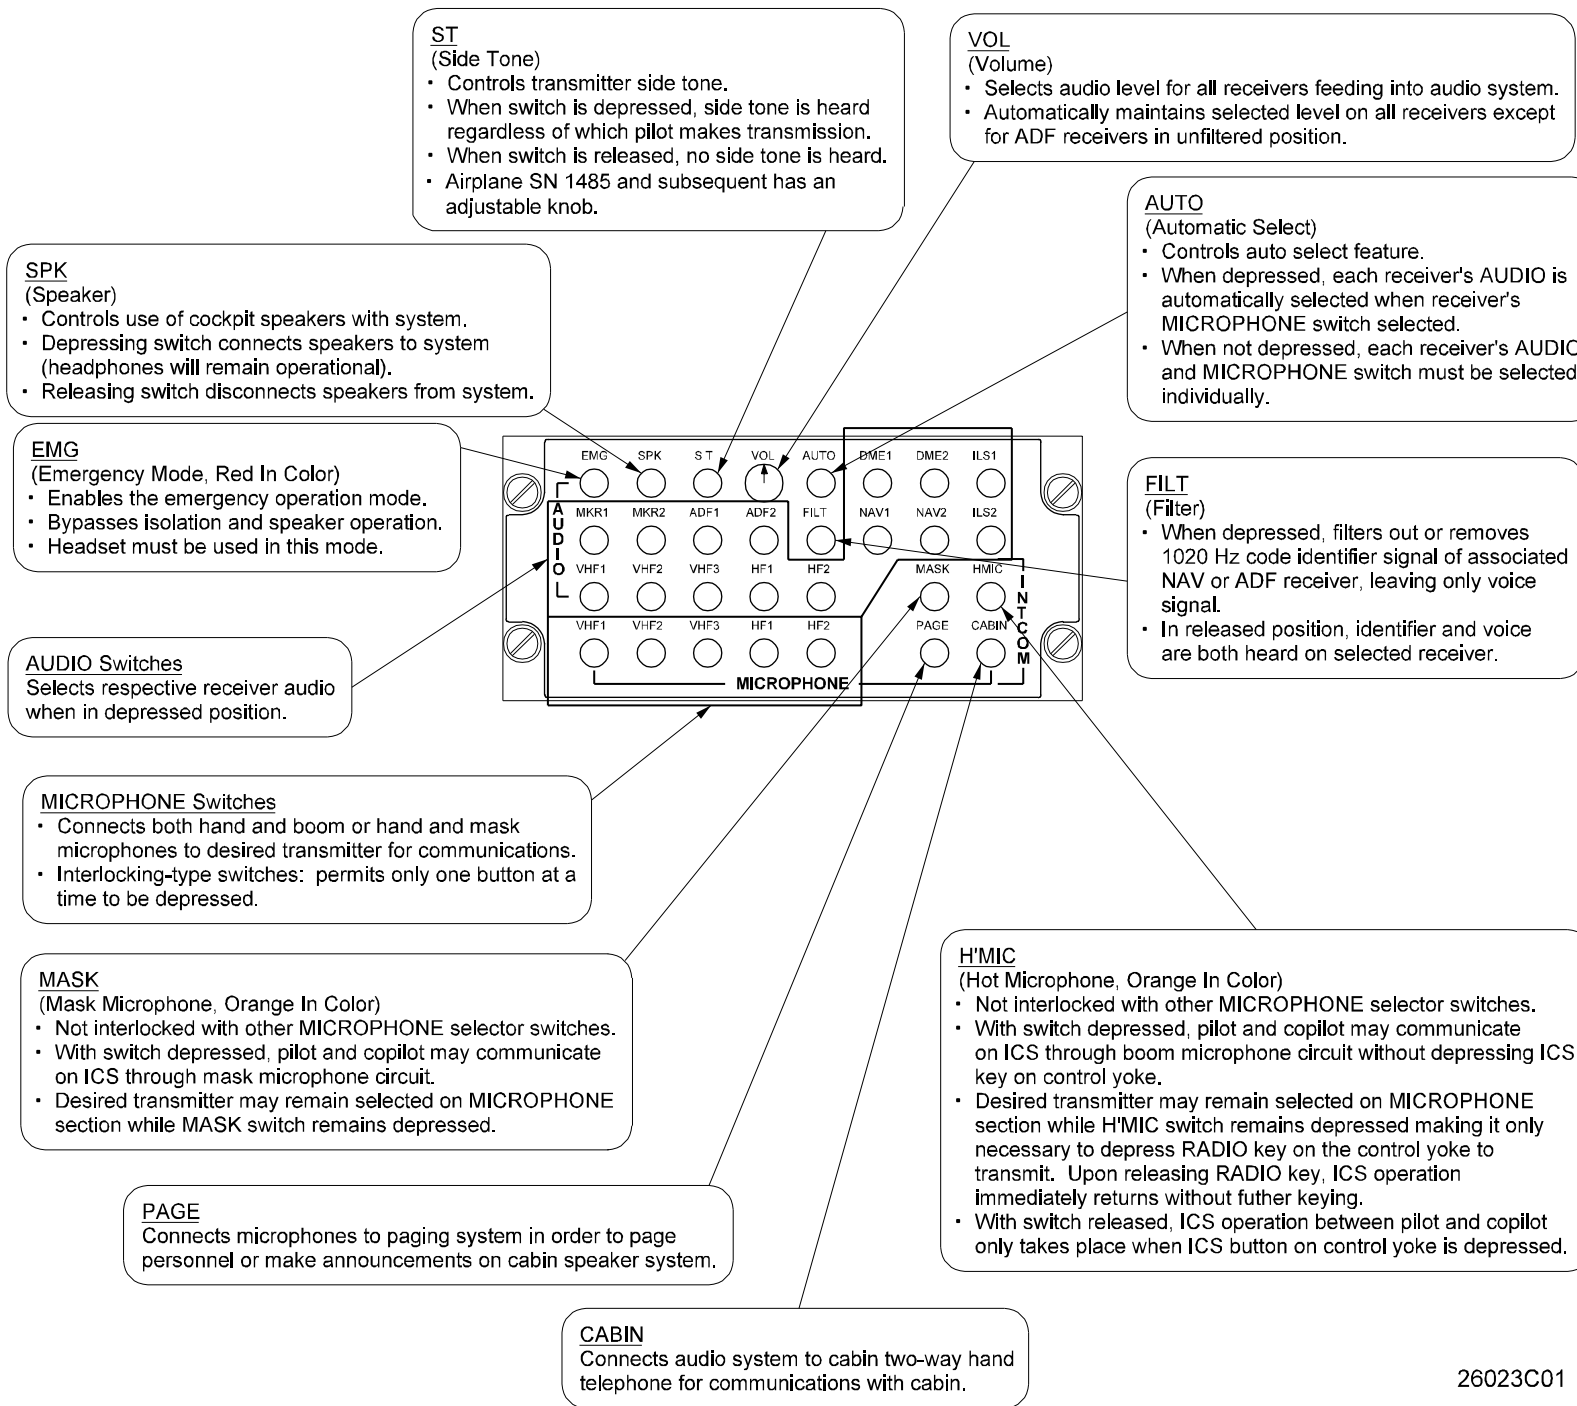 ST
(Side Tone)
· Controls transmitter side tone.
· When switch is depressed, side tone is heard
regardless of which pilot makes transmission.
· When switch is released, no side tone is heard.
· Airplane SN 1485 and subsequent has an
adjustable knob.
VOL
(Volume)
· Selects audio level for all receivers feeding into audio system.
· Automatically maintains selected level on all receivers except
for ADF receivers in unfiltered position.
AUTO
(Automatic Select)
· Controls auto select feature.
· When depressed, each receiver's AUDIO is
automatically selected when receiver's
MICROPHONE switch selected.
· When not depressed, each receiver's AUDIO
and MICROPHONE switch must be selected
individually.
SPK
(Speaker)
· Controls use of cockpit speakers with system.
· Depressing switch connects speakers to system
(headphones will remain operational).
· Releasing switch disconnects speakers from system.
EMG
(Emergency Mode, Red In Color)
· Enables the emergency operation mode.
· Bypasses isolation and speaker operation.
· Headset must be used in this mode.
EMG SPK S T VOL AUTO DME1 DME2 ILS1
MKR1 MKR2 ADF1 ADF2 FILT NAV1 NAV2 ILS2
AUDIO
VHF1 VHF2 VHF3 HF1 HF2 MASK HMIC
INTCOM
VHF1 VHF2 VHF3 HF1 HF2 PAGE CABIN
MICROPHONE
FILT
(Filter)
· When depressed, filters out or removes
1020 Hz code identifier signal of associated
NAV or ADF receiver, leaving only voice
signal.
· In released position, identifier and voice
are both heard on selected receiver.
AUDIO Switches
Selects respective receiver audio
when in depressed position.
MICROPHONE Switches
· Connects both hand and boom or hand and mask
microphones to desired transmitter for communications.
· Interlocking-type switches: permits only one button at a
time to be depressed.
MASK
(Mask Microphone, Orange In Color)
· Not interlocked with other MICROPHONE selector switches.
· With switch depressed, pilot and copilot may communicate
on ICS through mask microphone circuit.
· Desired transmitter may remain selected on MICROPHONE
section while MASK switch remains depressed.
H'MIC
(Hot Microphone, Orange In Color)
· Not interlocked with other MICROPHONE selector switches.
· With switch depressed, pilot and copilot may communicate
on ICS through boom microphone circuit without depressing ICS
key on control yoke.
· Desired transmitter may remain selected on MICROPHONE
section while H'MIC switch remains depressed making it only
necessary to depress RADIO key on the control yoke to
transmit. Upon releasing RADIO key, ICS operation
immediately returns without futher keying.
· With switch released, ICS operation between pilot and copilot
only takes place when ICS button on control yoke is depressed.
PAGE
Connects microphones to paging system in order to page
personnel or make announcements on cabin speaker system.
CABIN
Connects audio system to cabin two-way hand
telephone for communications with cabin.
26023C01